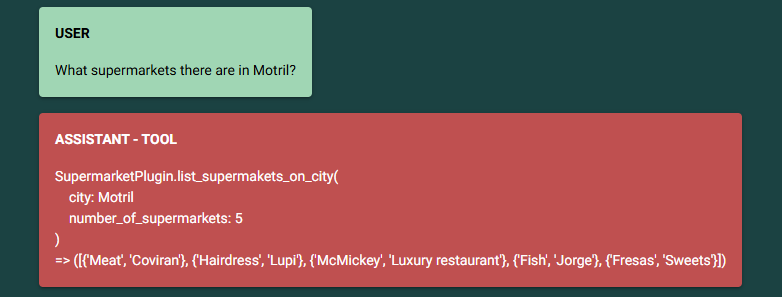 USER
What supermarkets there are in Motril?
ASSISTANT - TOOL
SupermarketPlugin.list_supermakets_on_city(
city: Motril
number_of_supermarkets: 5
)
=> ([{'Meat', 'Coviran'}, {'Hairdress', 'Lupi'}, {'McMickey', 'Luxury restaurant'}, {'Fish', 'Jorge'}, {'Fresas', 'Sweets'}])